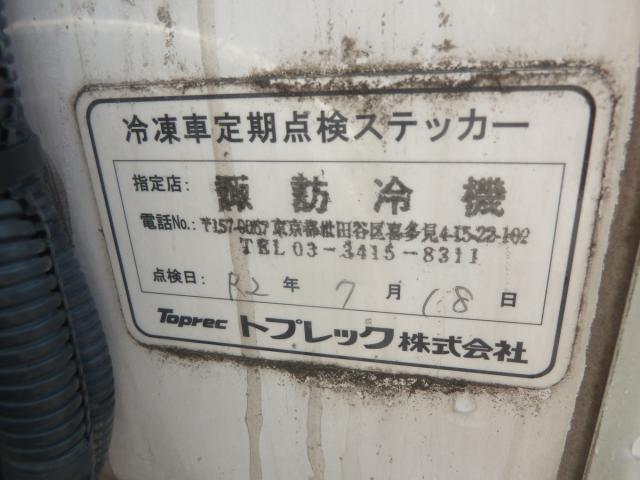 冷凍車定期点検ステッカー
指定店: 諏訪冷機
電話No.: 〒157-0067 東京都世田谷区喜多見4-15-22-102
TEL 03-3415-8311
点検日: R2 年 7 月 18 日
Toprec トプレック株式会社